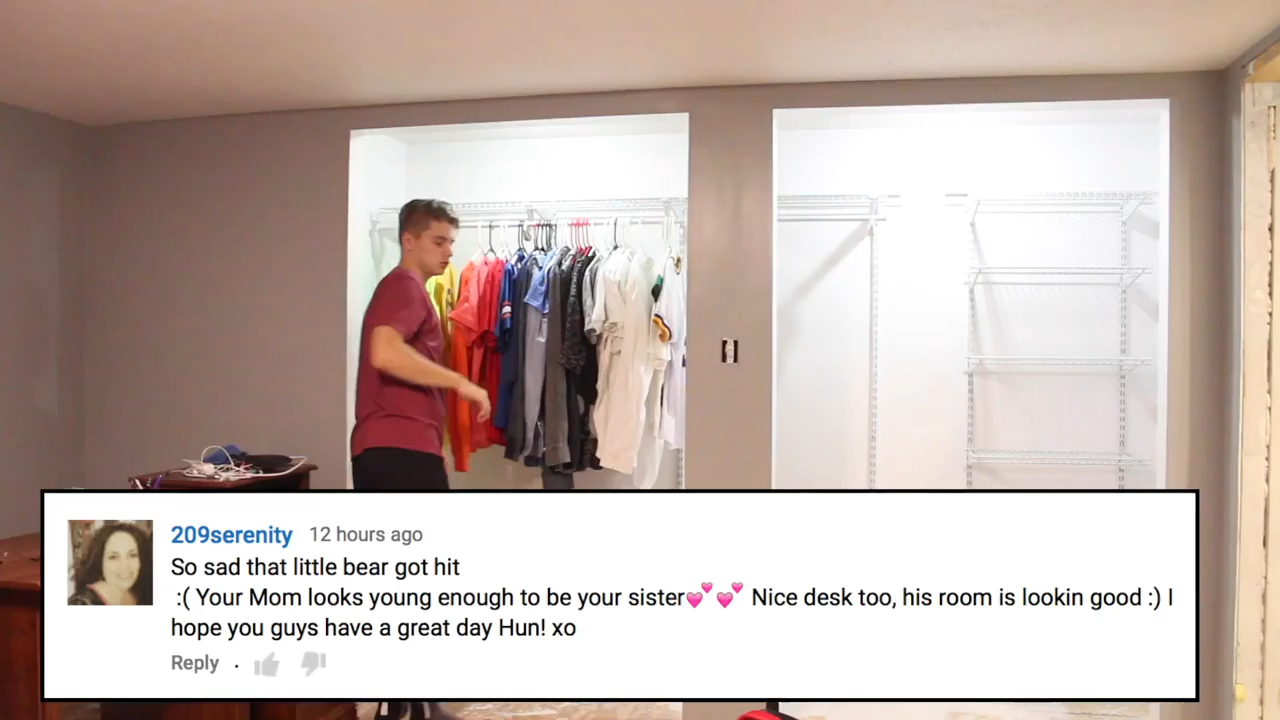 209serenity 12 hours ago
So sad that little bear got hit
:( Your Mom looks young enough to be your sister💕💕 Nice desk too, his room is lookin good :) I
hope you guys have a great day Hun! xo
Reply .